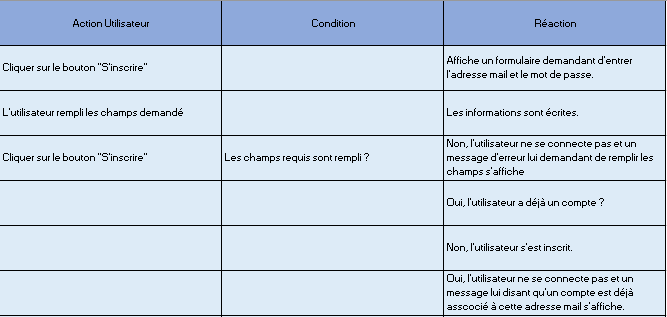 Action Utilisateur
Condition
Réaction
Cliquer sur le bouton "S'inscrire"
Affiche un formulaire demandant d'entrer
l'adresse mail et le mot de passe.
L'utilisateur rempli les champs demandé
Les informations sont écrites.
Cliquer sur le bouton "S'inscrire"
Les champs requis sont rempli ?
Non, l'utilisateur ne se connecte pas et un
message d'erreur lui demandant de remplir les
champs s'affiche
Oui, l'utilisateur a déjà un compte ?
Non, l'utilisateur s'est inscrit.
Oui, l'utilisateur ne se connecte pas et un
message lui disant qu'un compte est déjà
asscocié à cette adresse mail s'affiche.